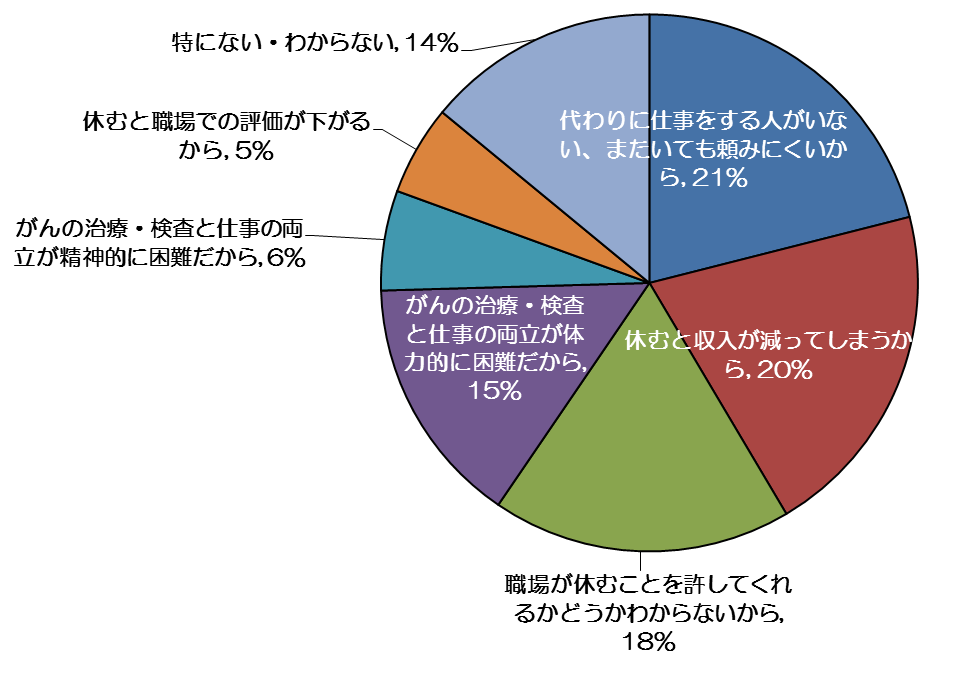 特にない・わからない, 14%
代わりに仕事をする人がいな
い、またいても頼みにくいか
ら, 21%
休むと職場での評価が下がる
から, 5%
がんの治療・検査と仕事の両
立が精神的に困難だから, 6%
がんの治療・検査
と仕事の両立が体
力的に困難だから,
15%
休むと収入が減ってしまうか
ら, 20%
職場が休むことを許してくれ
るかどうかわからないから,
18%